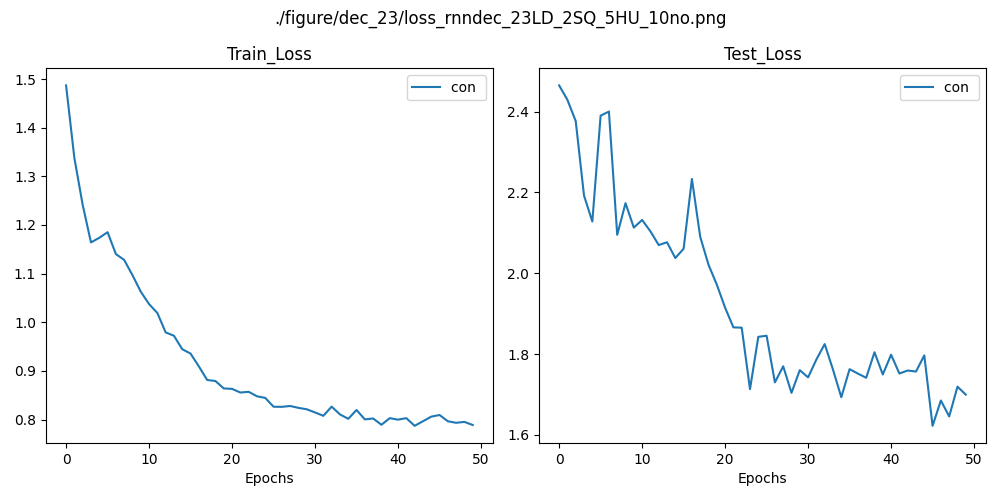 ./figure/dec_23/loss_rnndec_23LD_2SQ_5HU_10no.png
Train_Loss
con
1.5
1.4
1.3
1.2
1.1
1.0
0.9
0.8
0 10 20 30 40 50
Epochs
Test_Loss
con
2.4
2.2
2.0
1.8
1.6
0 10 20 30 40 50
Epochs